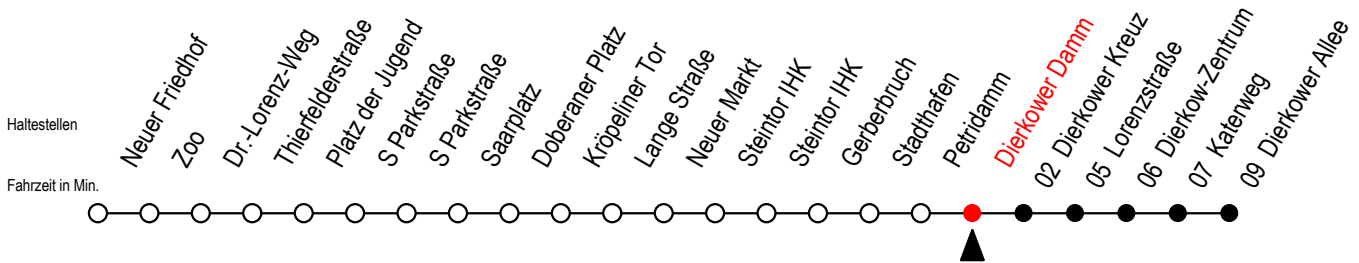 Haltestellen
Fahrzeit in Min.
Neuer Friedhof
Zoo
Dr.-Lorenz-Weg
Thierfelderstraße
Platz der Jugend
S Parkstraße
S Parkstraße
Saarplatz
Doberaner Platz
Kröpeliner Tor
Lange Straße
Neuer Markt
Steintor IHK
Steintor IHK
Gerberbruch
Stadthafen
Petridamm
Dierkower Damm
02 Dierkower Kreuz
05 Lorenzstraße
06 Dierkow-Zentrum
07 Katerweg
09 Dierkower Allee